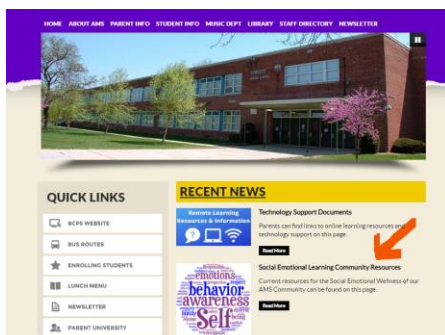 HOME ABOUT AMS PARENT INFO STUDENT INFO MUSIC DEPT LIBRARY STAFF DIRECTORY NEWSLETTER
QUICK LINKS
BCPS WEBSITE
BUS ROUTES
ENROLLING STUDENTS
LUNCH MENU
NEWSLETTER
PARENT UNIVERSITY
RECENT NEWS
Remote Learning
Resources & Information
Technology Support Documents
Parents can find links to online learning resources and
technology support on this page.
Read More
emotions
behavior
awareness
Self
being
Social Emotional Learning Community Resources
Current resources for the Social Emotional Wellness of our
AMS Community can be found on this page.
Read More